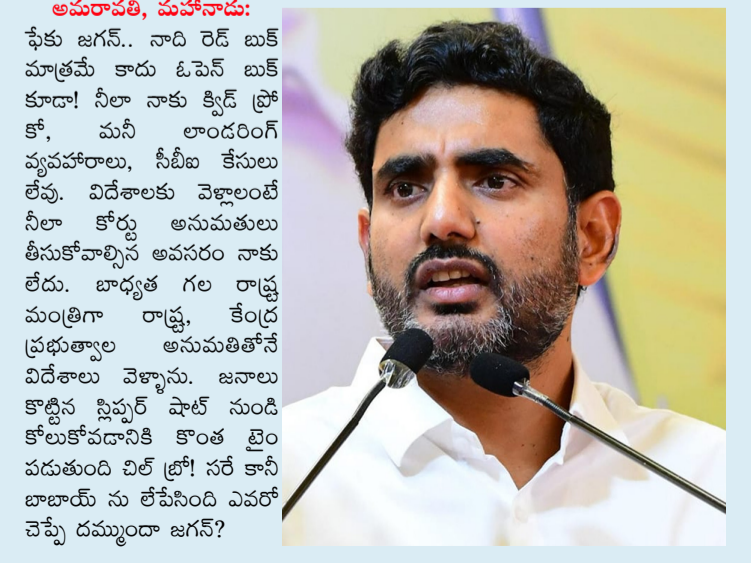 అమరావతి, మహానాడు:
ఫేకు జగన్.. నాది రెడ్ బుక్
మాత్రమే కాదు ఓపెన్ బుక్
కూడా! నీలా నాకు క్విడ్ ప్రో
కో, మనీ లాండరింగ్
వ్యవహారాలు, సీబీఐ కేసులు
లేవు. విదేశాలకు వెళ్లాలంటే
నీలా కోర్టు అనుమతులు
తీసుకోవాల్సిన అవసరం నాకు
లేదు. బాధ్యత గల రాష్ట్ర
మంత్రిగా రాష్ట్ర, కేంద్ర
ప్రభుత్వాల అనుమతితోనే
విదేశాలు వెళ్ళాను. జనాలు
కొట్టిన స్లిప్పర్ షాట్ నుండి
కోలుకోవడానికి కొంత టైం
పడుతుంది చిల్ బ్రో! సరే కానీ
బాబాయ్ ను లేపేసింది ఎవరో
చెప్పే దమ్ముందా జగన్?